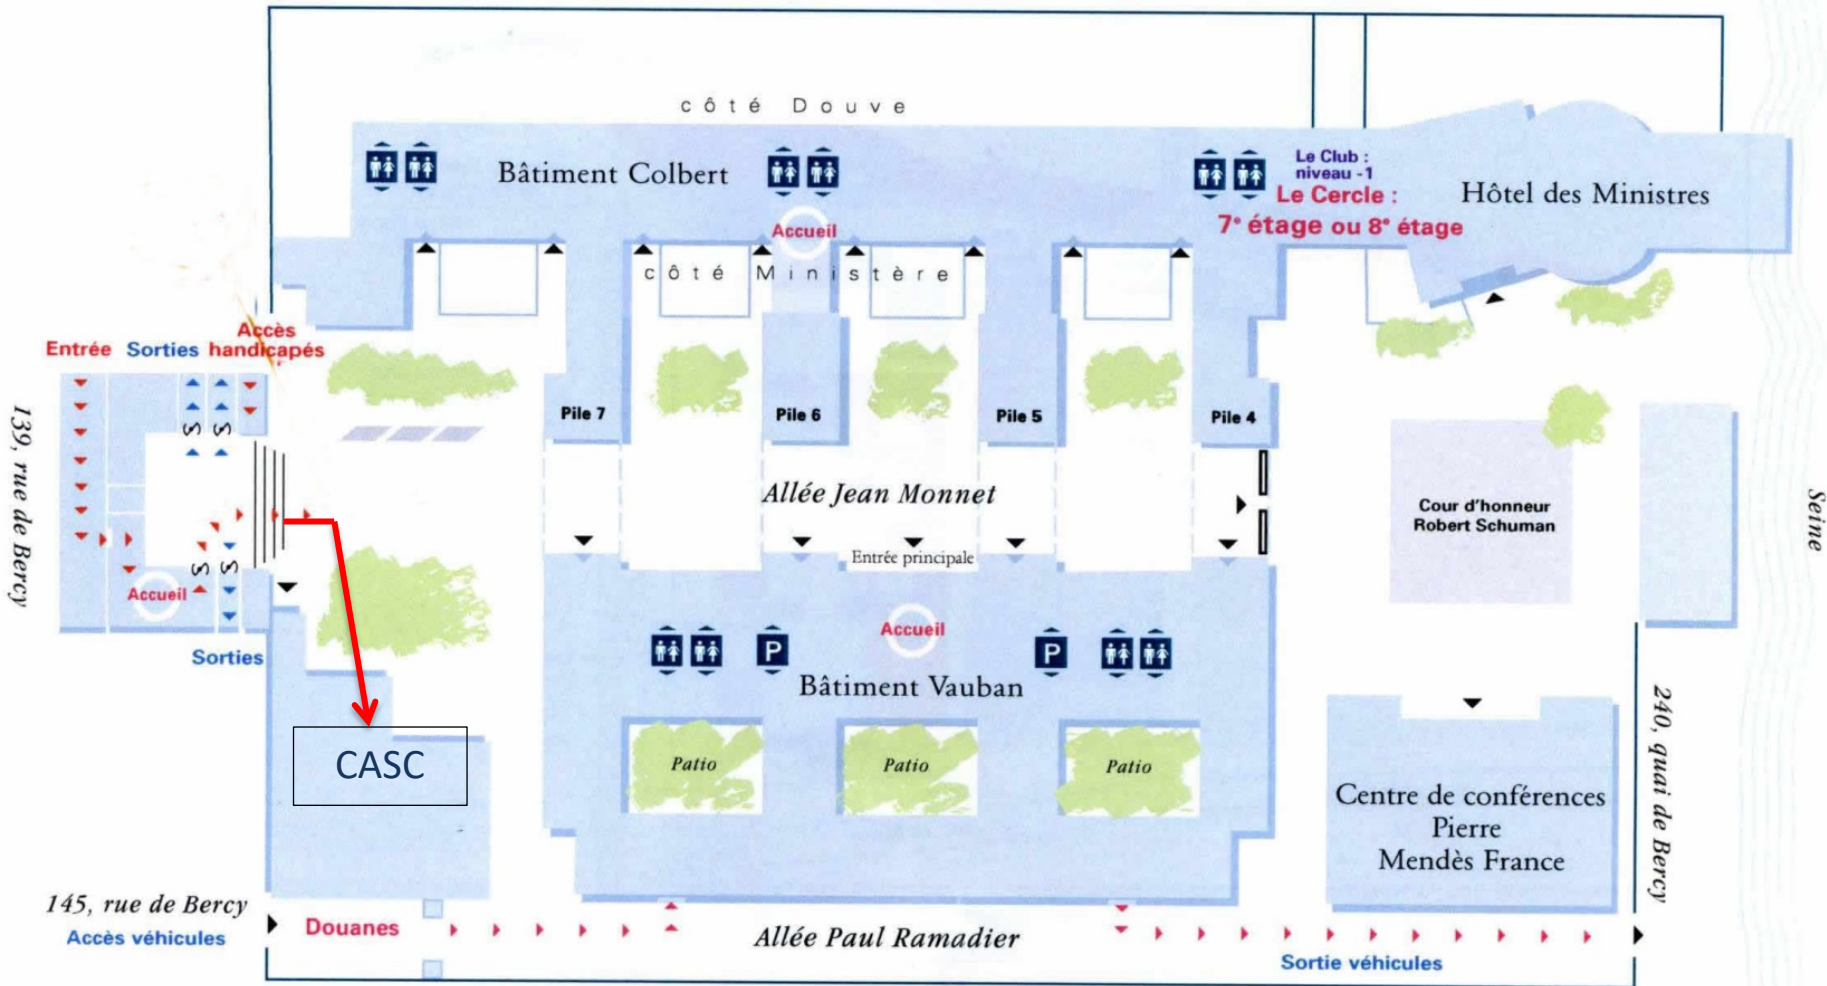 côté Douve
Bâtiment Colbert
Le Club :
niveau -1
Le Cercle :
7e étage ou 8e étage
Hôtel des Ministres
Accueil
côté Ministère
Entrée
Sorties
Accès
handicapés
139, rue de Bercy
Pile 7
Pile 6
Pile 5
Pile 4
Allée Jean Monnet
Entrée principale
Cour d'honneur
Robert Schuman
Seine
S
S
S
S
Accueil
Sorties
Accueil
P
P
Bâtiment Vauban
CASC
Patio
Patio
Patio
Centre de conférences
Pierre
Mendès France
240, quai de Bercy
145, rue de Bercy
Accès véhicules
Douanes
Allée Paul Ramadier
Sortie véhicules